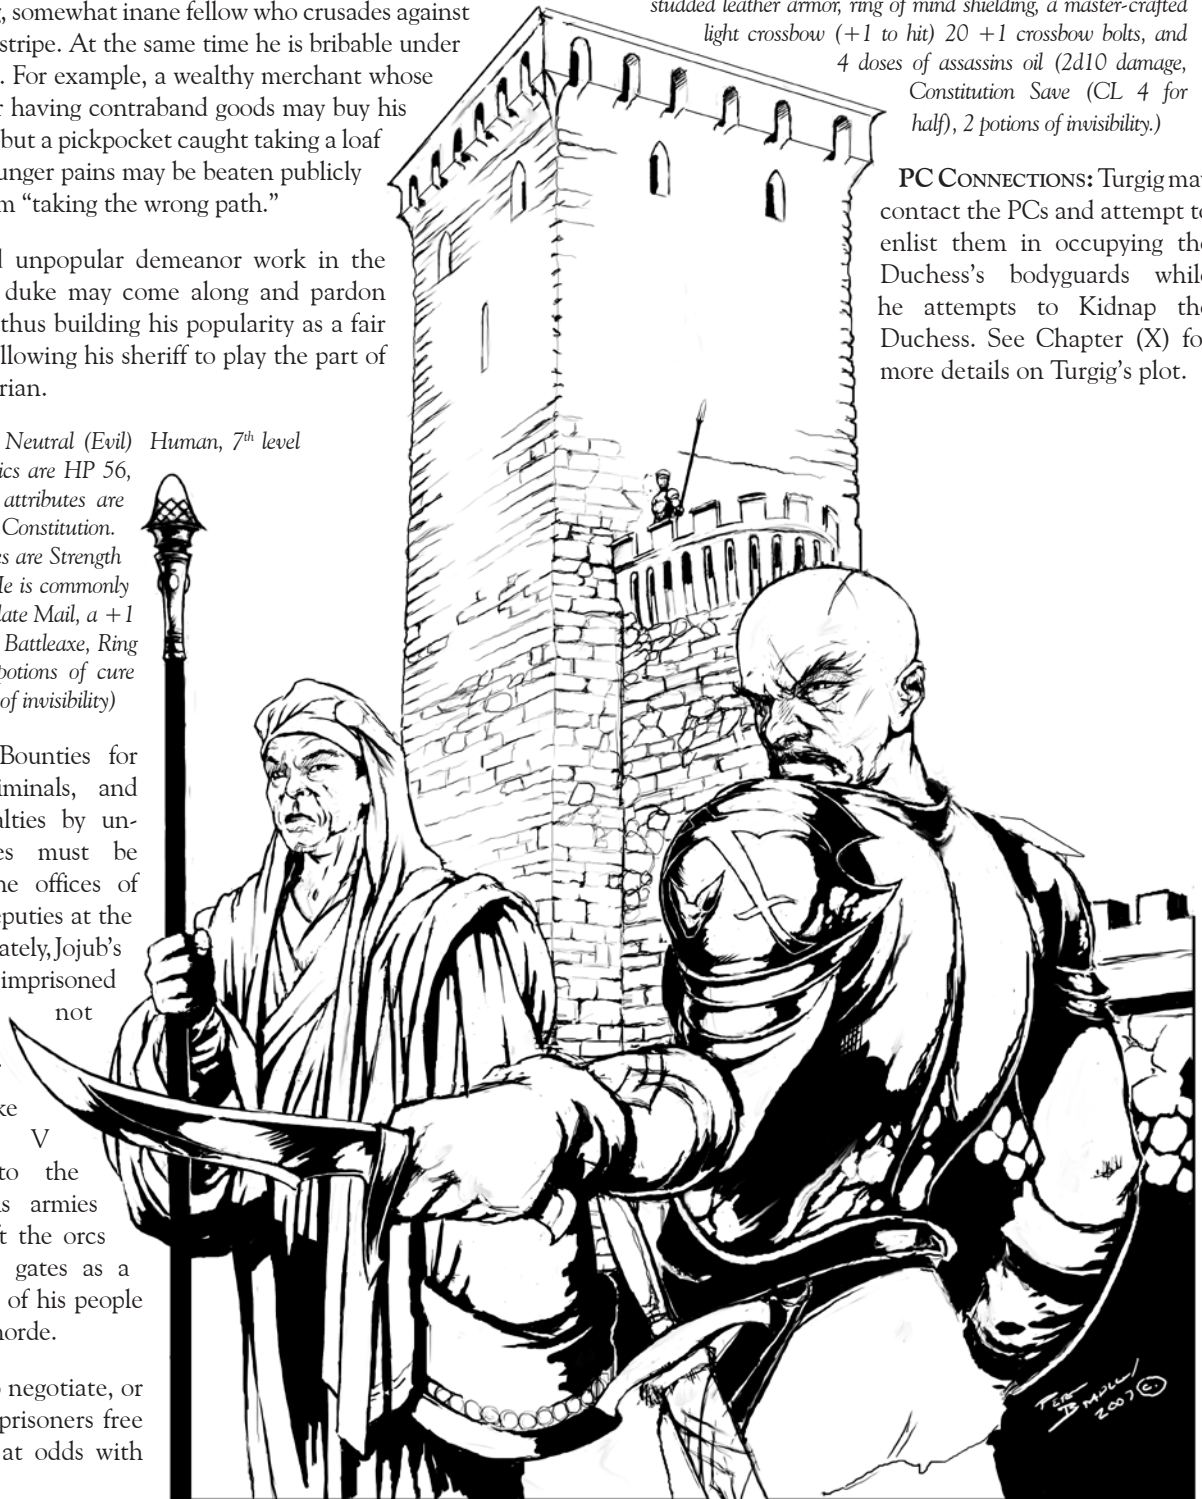 , somewhat inane fellow who crusades against
stripe. At the same time he is bribable under
. For example, a wealthy merchant whose
having contraband goods may buy his
but a pickpocket caught taking a loaf
unger pains may be beaten publicly
m “taking the wrong path.”
unpopular demeanor work in the
duke may come along and pardon
thus building his popularity as a fair
llowing his sheriff to play the part of
rian.
Neutral (Evil) Human, 7th level
ics are HP 56,
attributes are
Constitution.
es are Strength
He is commonly
late Mail, a +1
Battleaxe, Ring
potions of cure
of invisibility)
Bounties for
iminals, and
alties by un-
es must be
he offices of
eputies at the
ately, Jojub’s
imprisoned
not
.
ke
V
to the
s armies
t the orcs
gates as a
of his people
horde.
o negotiate, or
prisoners free
at odds with
studded leather armor, ring of mind shielding, a master-crafted
light crossbow (+1 to hit) 20 +1 crossbow bolts, and
4 doses of assassins oil (2d10 damage,
Constitution Save (CL 4 for
half), 2 potions of invisibility.)
PC CONNECTIONS: Turgig may
contact the PCs and attempt to
enlist them in occupying the
Duchess’s bodyguards whil
he attempts to Kidnap the
Duchess. See Chapter (X) fo
more details on Turgig’s plot.
2007 ©